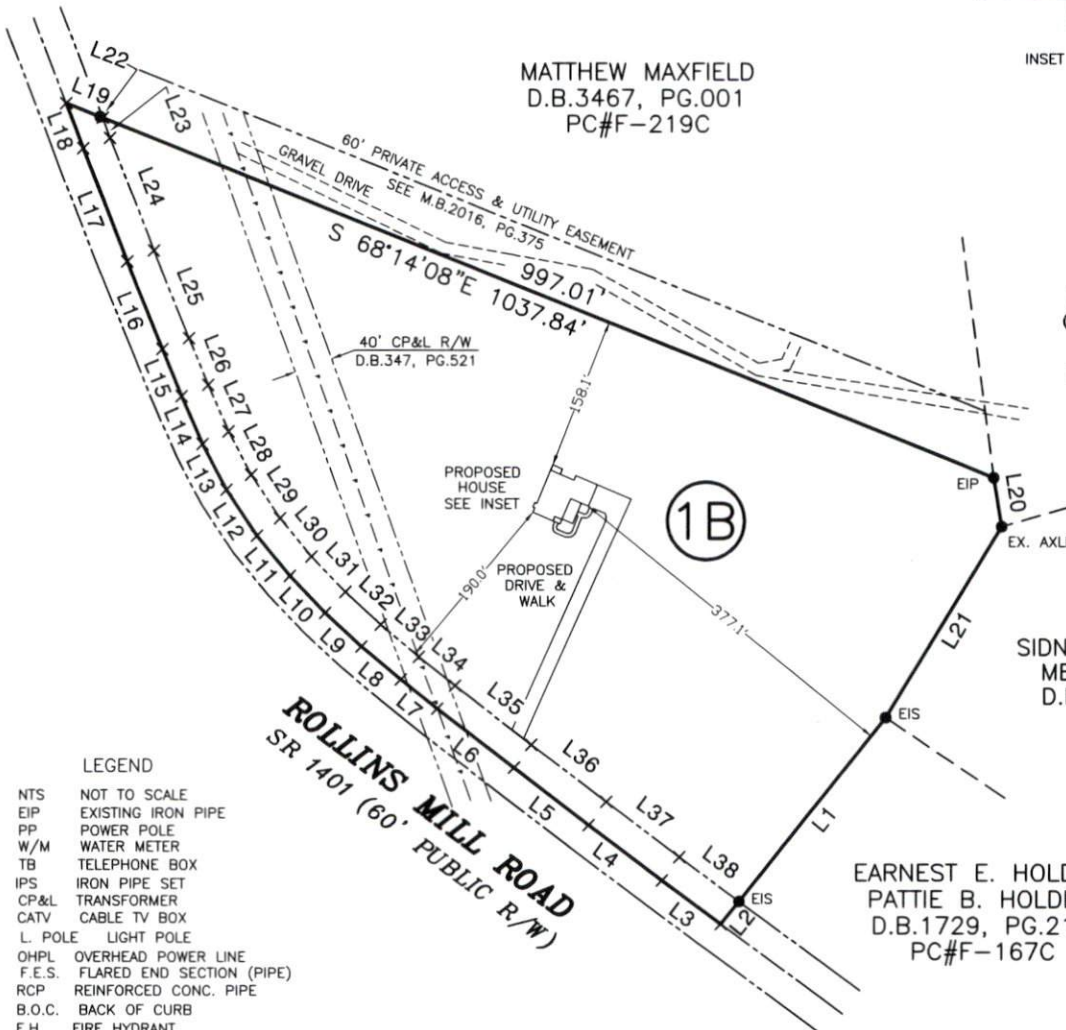 INSET
MATTHEW MAXFIELD
D.B.3467, PG.001
PC#F-219C
L22
L19
L23
L18
L24
L17
L25
L16
L26
L15
L27
L14
L28
L13
L29
L12
L30
L11
L31
L10
L32
L9
L33
L8
L34
L7
L35
L6
L36
L5
L37
L4
L38
L3
L2
L1
L21
L20
60' PRIVATE ACCESS & UTILITY EASEMENT
GRAVEL DRIVE
SEE M.B.2016, PG.375
S 68°14'08"E 1037.84'
997.01'
40' CP&L R/W
D.B.347, PG.521
158.1'
PROPOSED
HOUSE
SEE INSET
1B
EIP
EX. AXL
190.0'
PROPOSED
DRIVE &
WALK
377.1'
SIDN
ME
D.
EIS
EIS
ROLLINS MILL ROAD
SR 1401 (60' PUBLIC R/W)
EARNEST E. HOLD
PATTIE B. HOLD
D.B.1729, PG.21
PC#F-167C
LEGEND
NTS NOT TO SCALE
EIP EXISTING IRON PIPE
PP POWER POLE
W/M WATER METER
TB TELEPHONE BOX
IPS IRON PIPE SET
CP&L TRANSFORMER
CATV CABLE TV BOX
L. POLE LIGHT POLE
OHPL OVERHEAD POWER LINE
F.E.S. FLARED END SECTION (PIPE)
RCP REINFORCED CONC. PIPE
B.O.C. BACK OF CURB
F.H. FIRE HYDRANT